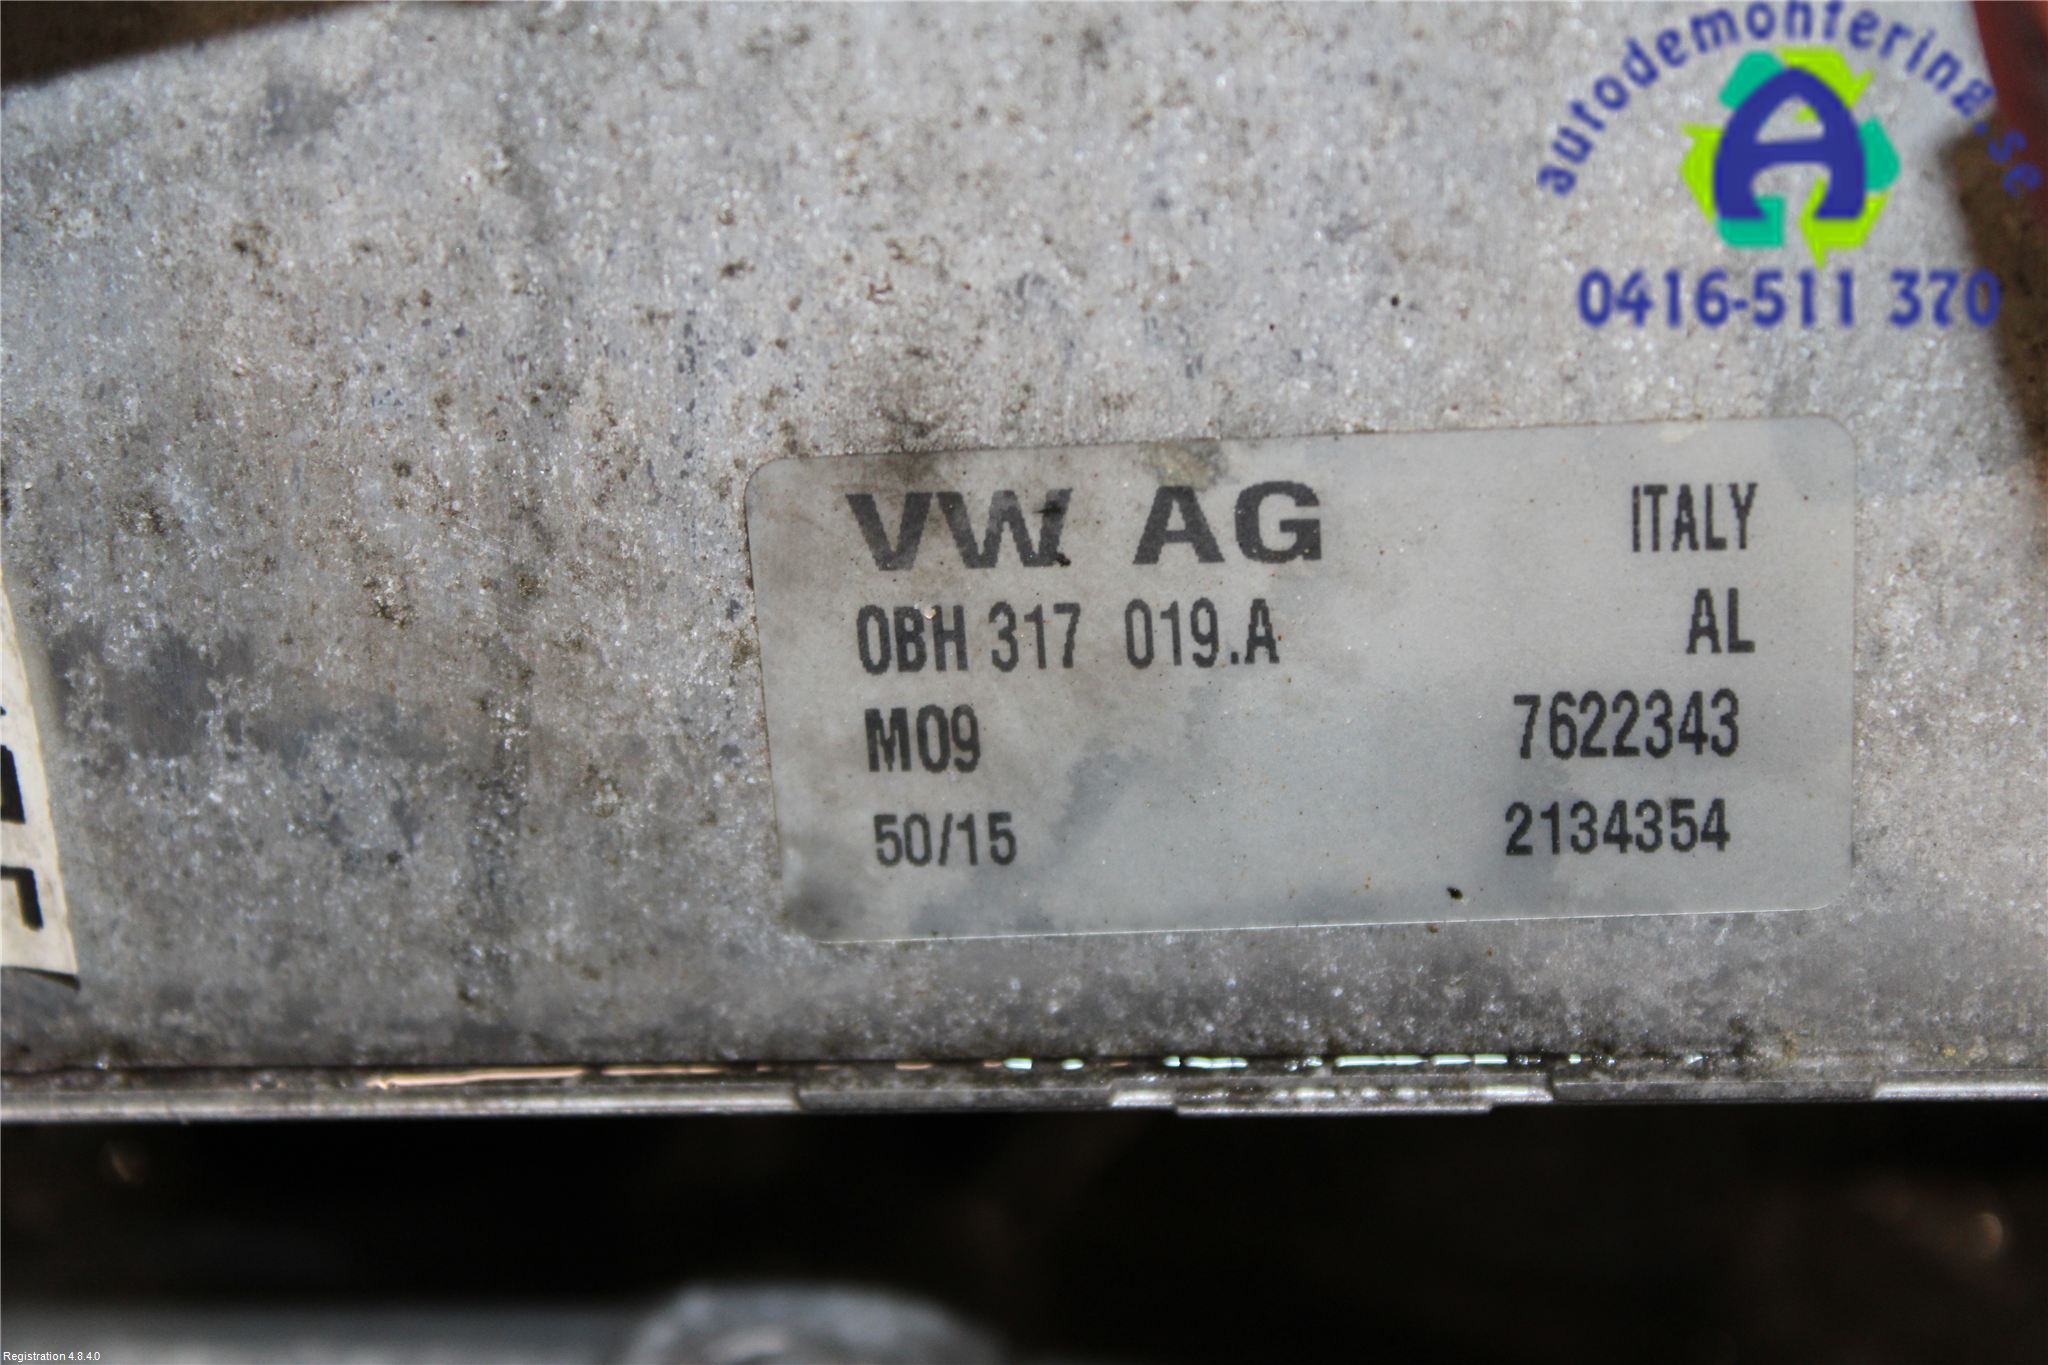 autodemontering.se
A
0416-511 370
VW AG ITALY
0BH 317 019.A AL
M09 7622343
50/15 2134354
Registration 4.8.4.0